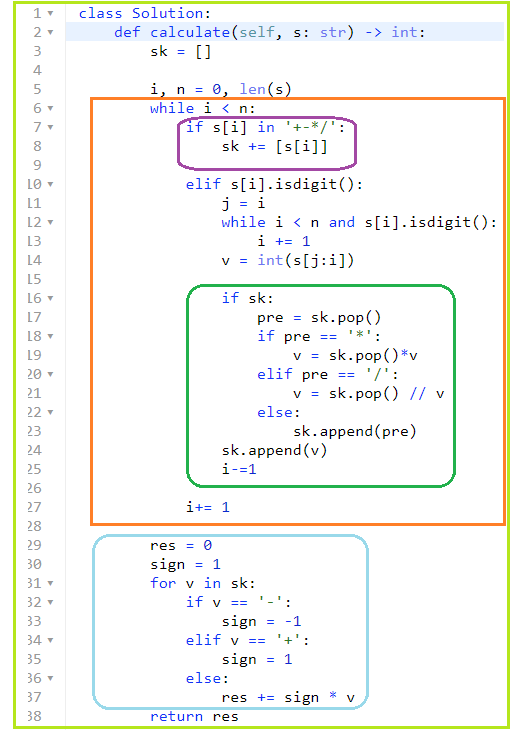 1 class Solution:
2 def calculate(self, s: str) -> int:
3 sk = []
4
5 i, n = 0, len(s)
6 while i < n:
7 if s[i] in '+-*/':
8 sk += [s[i]]
9
10 elif s[i].isdigit():
11 j = i
12 while i < n and s[i].isdigit():
13 i += 1
14 v = int(s[j:i])
15
16 if sk:
17 pre = sk.pop()
18 if pre == '*':
19 v = sk.pop()*v
20 elif pre == '/':
21 v = sk.pop() // v
22 else:
23 sk.append(pre)
24 sk.append(v)
25 i-=1
26
27 i+= 1
28
29 res = 0
30 sign = 1
31 for v in sk:
32 if v == '-':
33 sign = -1
34 elif v == '+':
35 sign = 1
36 else:
37 res += sign * v
38 return res